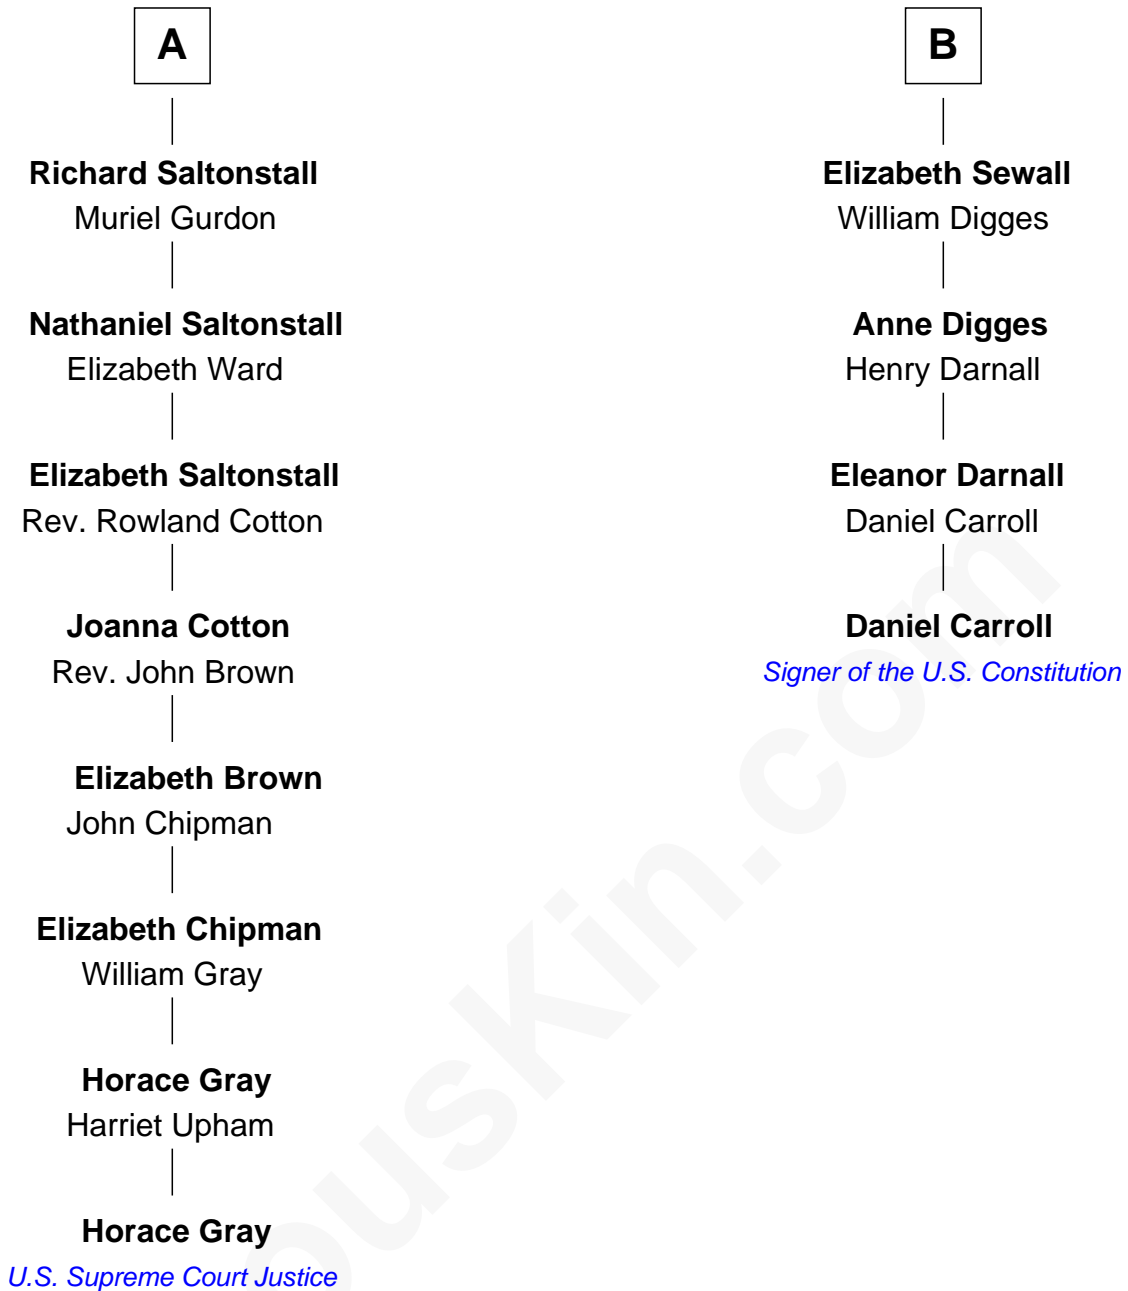 A
Richard Saltonstall
Muriel Gurdon
Nathaniel Saltonstall
Elizabeth Ward
Elizabeth Saltonstall
Rev. Rowland Cotton
Joanna Cotton
Rev. John Brown
Elizabeth Brown
John Chipman
Elizabeth Chipman
William Gray
Horace Gray
Harriet Upham
Horace Gray
U.S. Supreme Court Justice
B
Elizabeth Sewall
William Digges
Anne Digges
Henry Darnall
Eleanor Darnall
Daniel Carroll
Daniel Carroll
Signer of the U.S. Constitution
ousKin.com